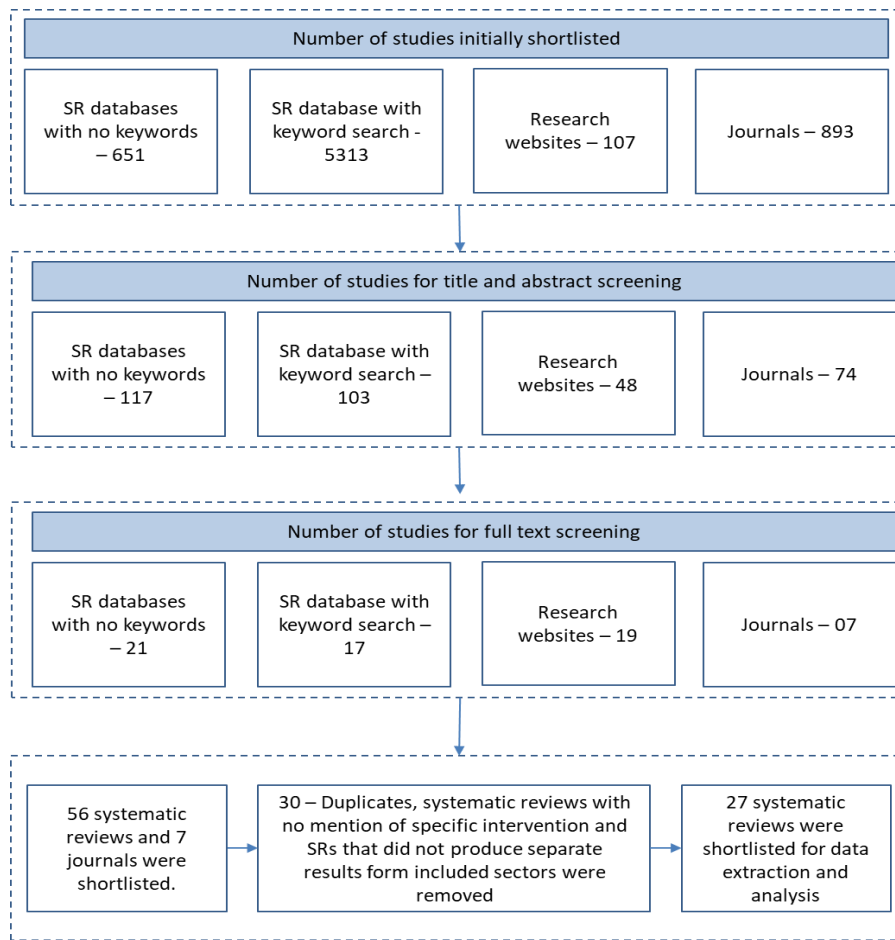 Number of studies initially shortlisted
SR databases
with no keywords
– 651
SR database with
keyword search -
5313
Research
websites – 107
Journals – 893
Number of studies for title and abstract screening
SR databases
with no keywords
– 117
SR database with
keyword search –
103
Research
websites – 48
Journals – 74
Number of studies for full text screening
SR databases
with no keywords
– 21
SR database with
keyword search –
17
Research
websites – 19
Journals – 07
56 systematic
reviews and 7
journals were
shortlisted.
30 – Duplicates, systematic reviews with
no mention of specific intervention and
SRs that did not produce separate
results form included sectors were
removed
27 systematic
reviews were
shortlisted for data
extraction and
analysis